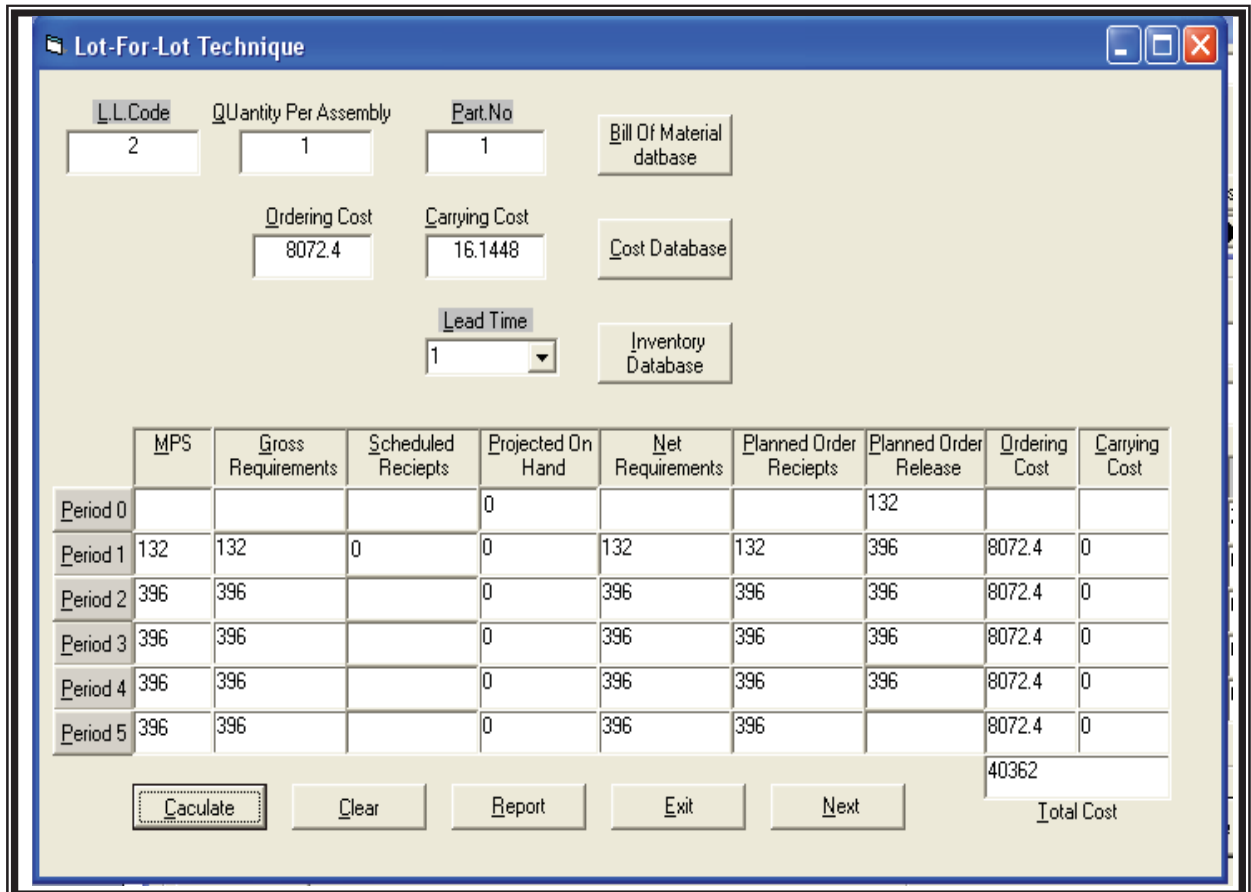 Lot-For-Lot Technique
L.L.Code QUantity Per Assembly Part.No
2 1 1
Bill Of Material
datbase
Ordering Cost Carrying Cost
8072.4 16.1448
Cost Database
Lead Time
1
Inventory
Database
MPS Gross Requirements Scheduled Reciepts Projected On Hand Net Requirements Planned Order Reciepts Planned Order Release Ordering Cost Carrying Cost
Period 0 0 132
Period 1 132 132 0 0 132 132 396 8072.4 0
Period 2 396 396 0 396 396 396 8072.4 0
Period 3 396 396 0 396 396 396 8072.4 0
Period 4 396 396 0 396 396 396 8072.4 0
Period 5 396 396 0 396 396 8072.4 0
40362
Total Cost
Caculate Clear Report Exit Next